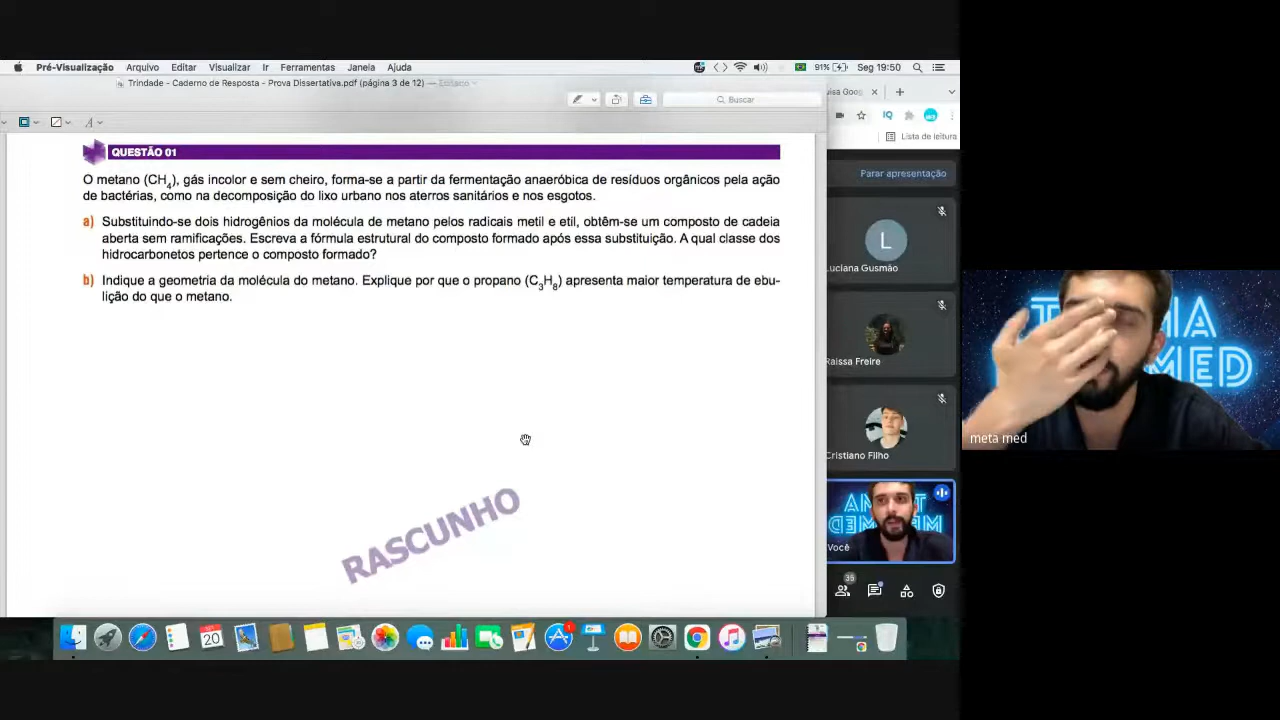 Pré-Visualização Arquivo Editar Visualizar Ir Ferramentas Janela Ajuda
91% Seg 19:50
Trindade - Caderno de Resposta - Prova Dissertativa.pdf (página 3 de 12) — Editado
Buscar
Lista de leitura
IQ
Parar apresentação
QUESTÃO 01
O metano (CH4), gás incolor e sem cheiro, forma-se a partir da fermentação anaeróbica de resíduos orgânicos pela ação
de bactérias, como na decomposição do lixo urbano nos aterros sanitários e nos esgotos.
a) Substituindo-se dois hidrogênios da molécula de metano pelos radicais metil e etil, obtêm-se um composto de cadeia
aberta sem ramificações. Escreva a fórmula estrutural do composto formado após essa substituição. A qual classe dos
hidrocarbonetos pertence o composto formado?
b) Indique a geometria da molécula do metano. Explique por que o propano (C3H8) apresenta maior temperatura de ebu-
lição do que o metano.
RASCUNHO
L
Luciana Gusmão
Raissa Freire
Cristiano Filho
Você
35
meta med
20
1